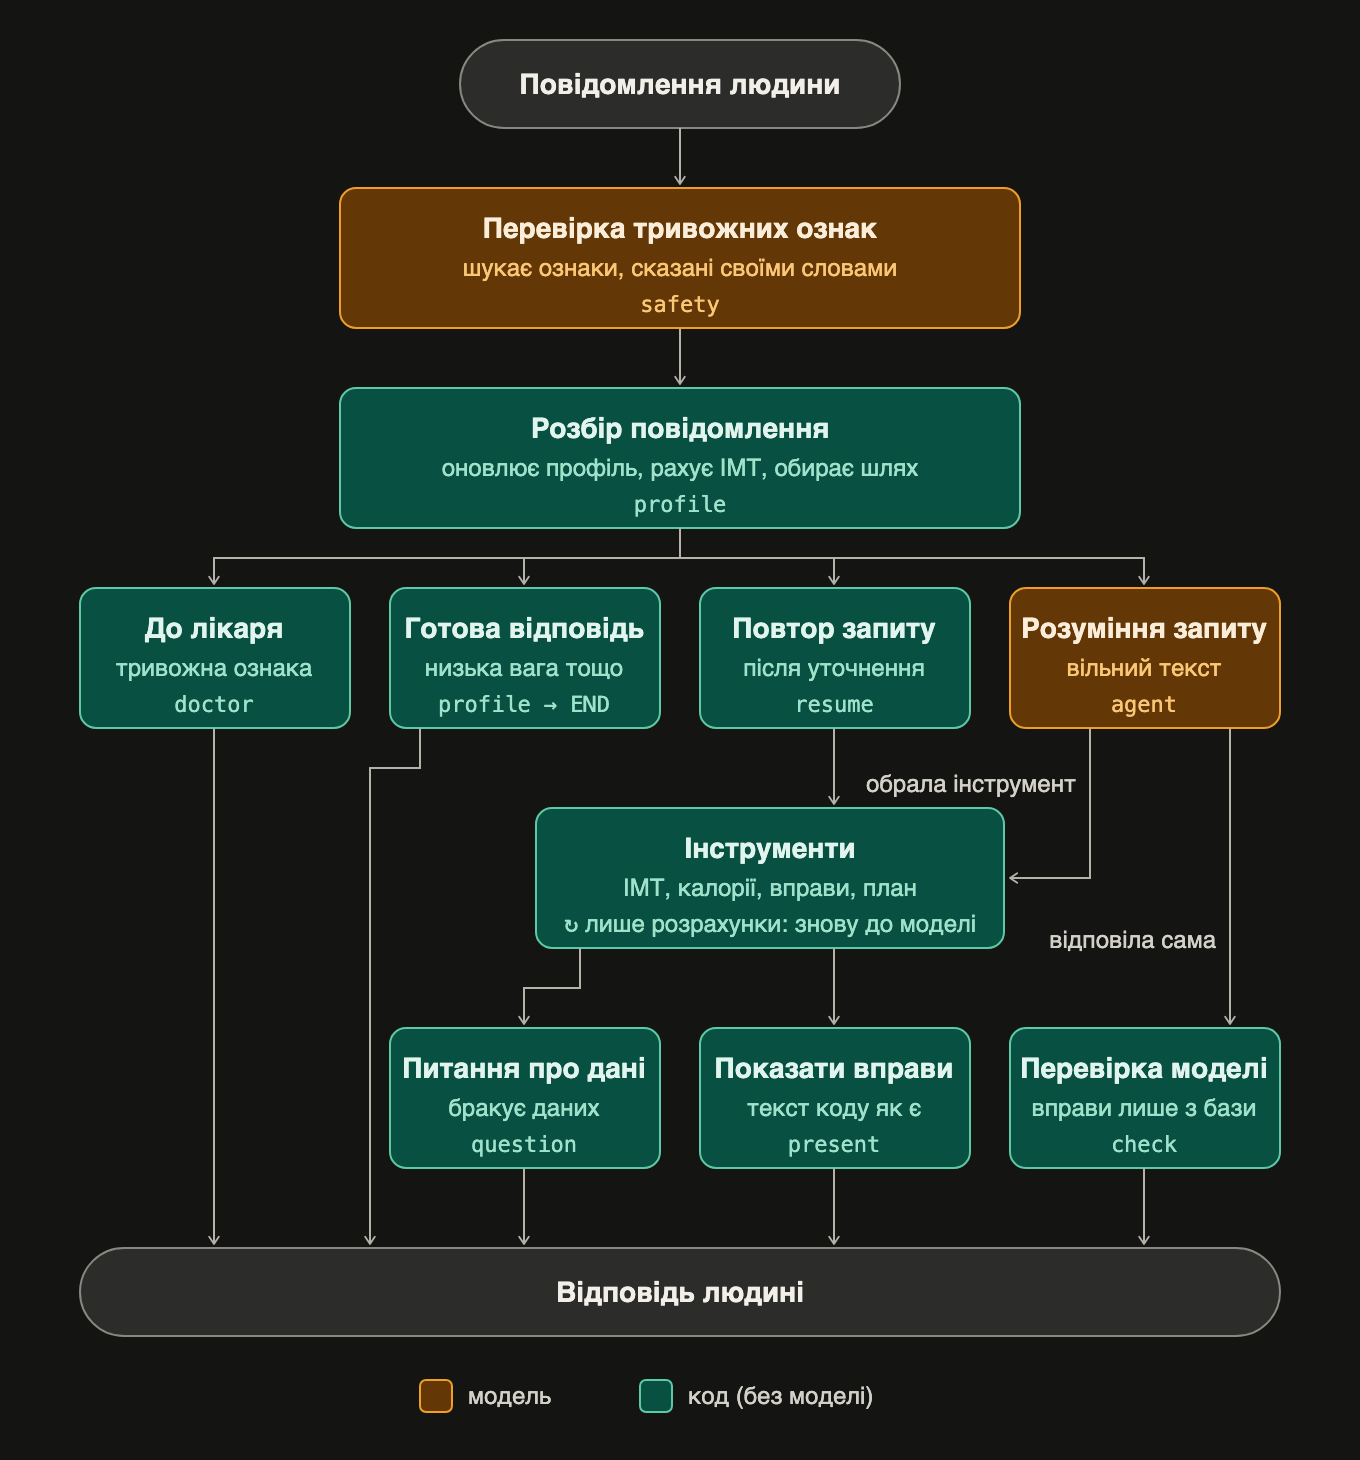 Повідомлення людини
Перевірка тривожних ознак
шукає ознаки, сказані своїми словами
safety
Розбір повідомлення
оновлює профіль, рахує ІМТ, обирає шлях
profile
До лікаря
тривожна ознака
doctor
Готова відповідь
низька вага тощо
profile → END
Повтор запиту
після уточнення
resume
Розуміння запиту
вільний текст
agent
обрала інструмент
Інструменти
ІМТ, калорії, вправи, план
↻ лише розрахунки: знову до моделі
відповіла сама
Питання про дані
бракує даних
question
Показати вправи
текст коду як є
present
Перевірка моделі
вправи лише з бази
check
Відповідь людині
модель
код (без моделі)